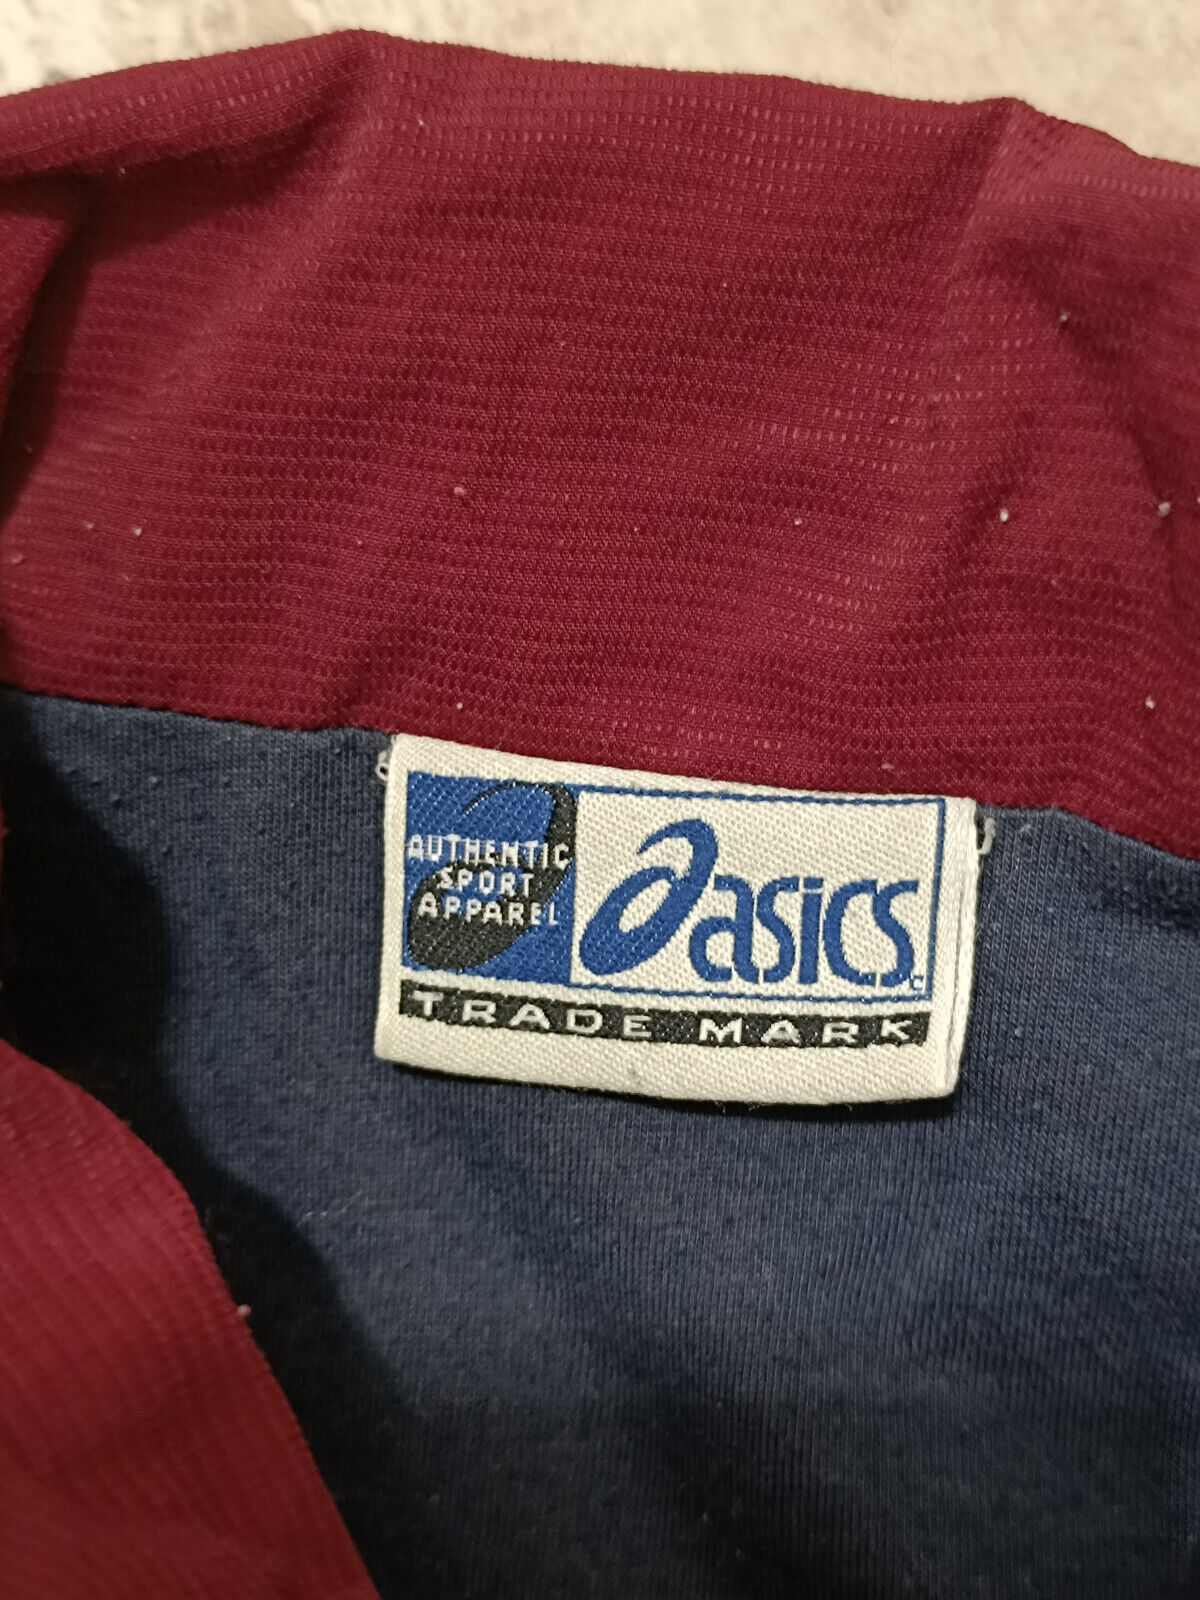 AUTHENTIC
SPORT
APPAREL
asics
TRADE MARK